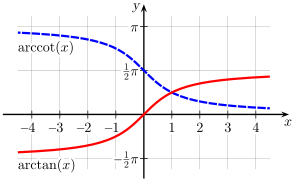 y
π
arccot(x)
½π
−4 −3 −2 −1 1 2 3 4 x
−½π
arctan(x)